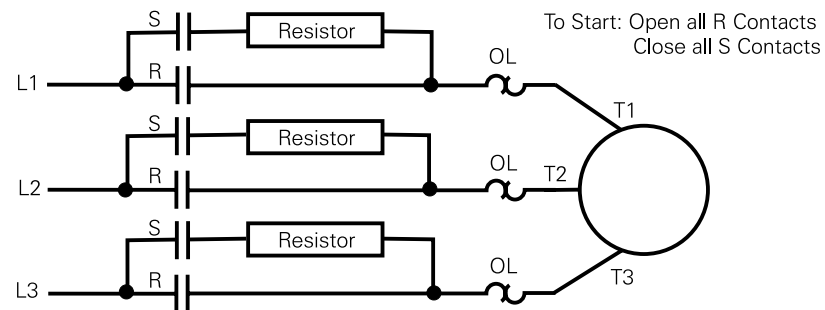 S
Resistor
To Start: Open all R Contacts
Close all S Contacts
OL
R
L1
T1
S
Resistor
OL
R
T2
L2
S
Resistor
OL
R
T3
L3